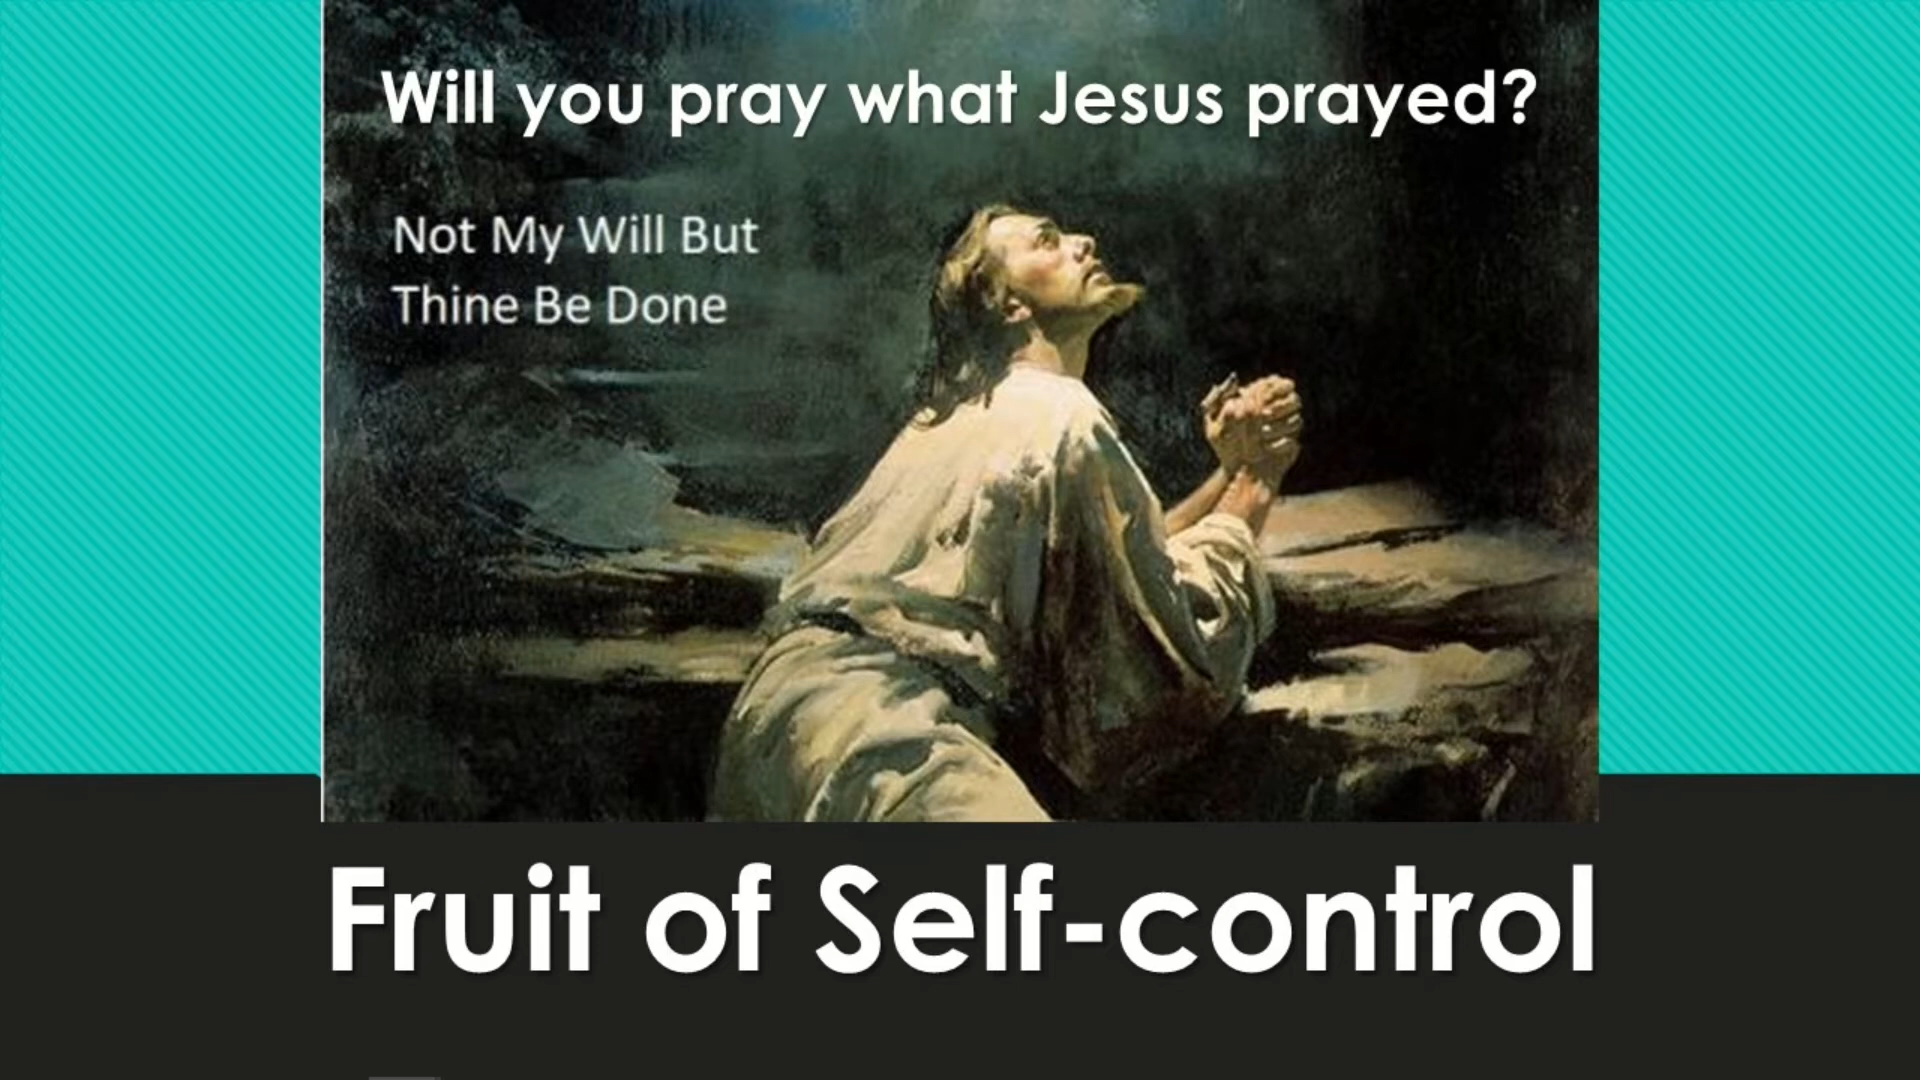 Will you pray what Jesus prayed?
Not My Will But
Thine Be Done
Fruit of Self-control